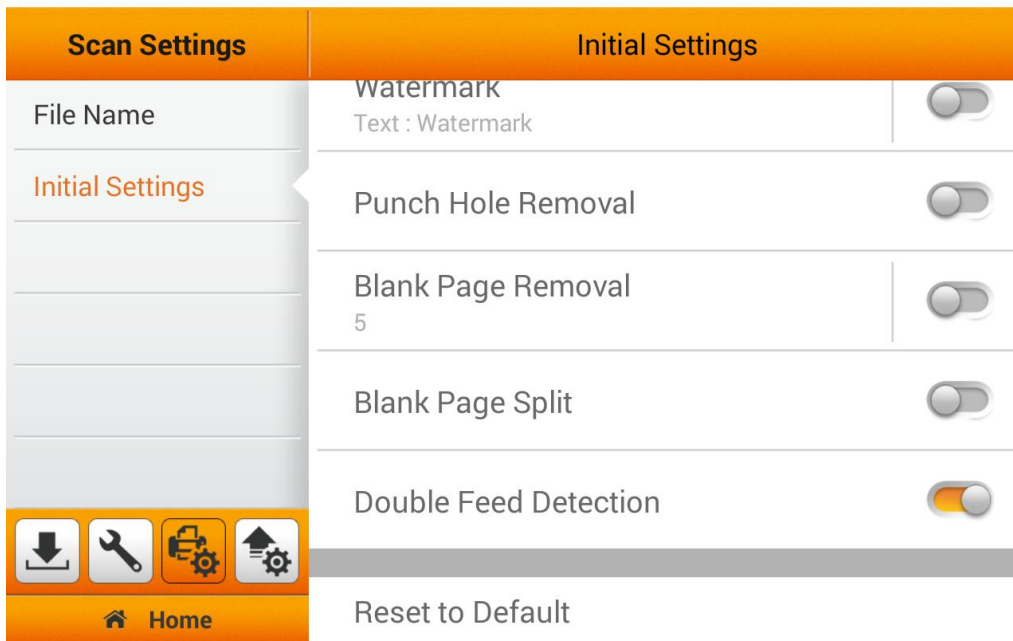 Scan Settings
Initial Settings
File Name
Initial Settings
Home
Watermark
Text : Watermark
Punch Hole Removal
Blank Page Removal
5
Blank Page Split
Double Feed Detection
Reset to Default